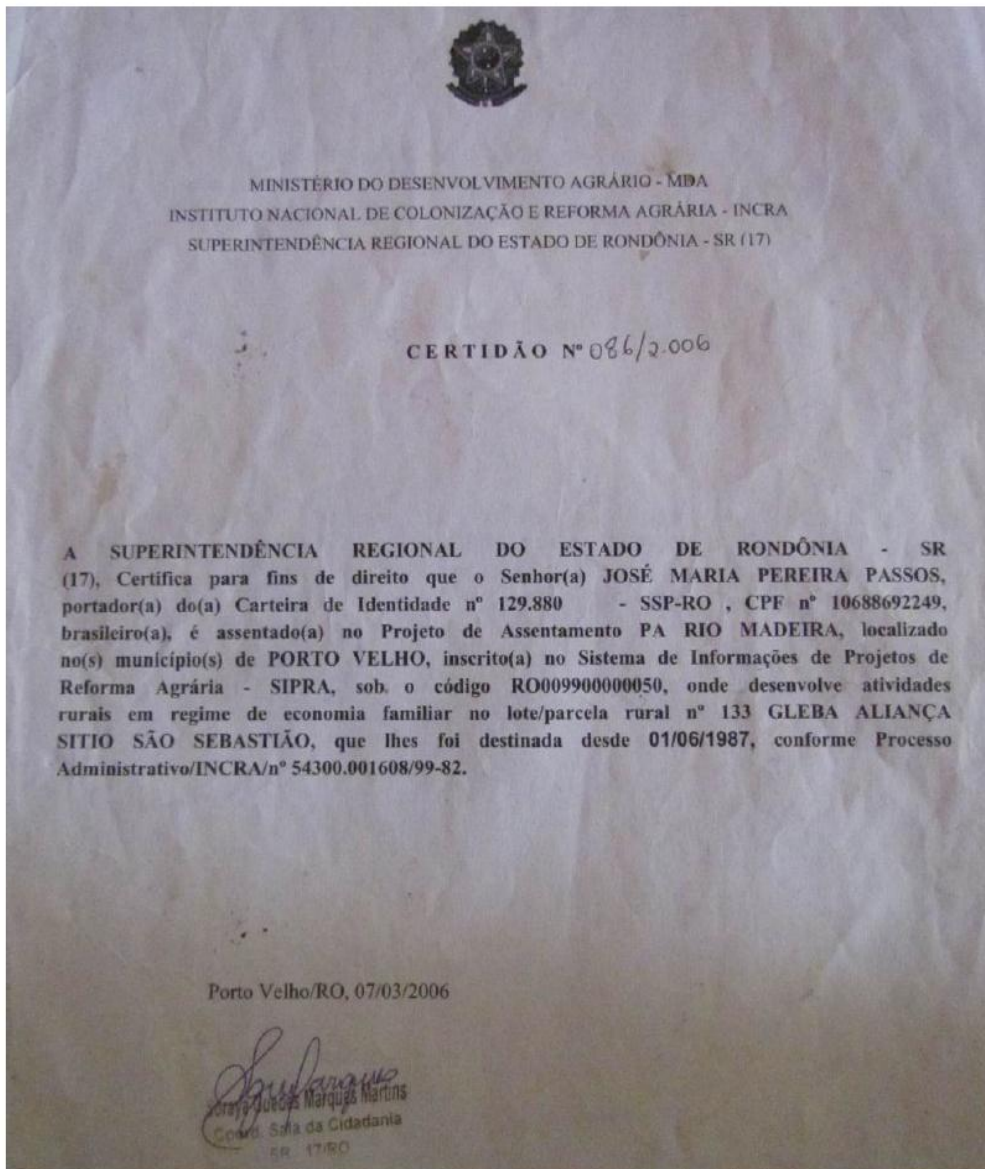 MINISTÉRIO DO DESENVOLVIMENTO AGRÁRIO - MDA
INSTITUTO NACIONAL DE COLONIZAÇÃO E REFORMA AGRÁRIA - INCRA
SUPERINTENDÊNCIA REGIONAL DO ESTADO DE RONDÔNIA - SR (17)
CERTIDÃO Nº 086/2.006
A SUPERINTENDÊNCIA REGIONAL DO ESTADO DE RONDÔNIA - SR
(17), Certifica para fins de direito que o Senhor(a) JOSÉ MARIA PEREIRA PASSOS,
portador(a) do(a) Carteira de Identidade nº 129.880 - SSP-RO , CPF nº 10688692249,
brasileiro(a), é assentado(a) no Projeto de Assentamento PA RIO MADEIRA, localizado
no(s) município(s) de PORTO VELHO, inscrito(a) no Sistema de Informações de Projetos de
Reforma Agrária - SIPRA, sob o código RO009900000050, onde desenvolve atividades
rurais em regime de economia familiar no lote/parcela rural nº 133 GLEBA ALIANÇA
SITIO SÃO SEBASTIÃO, que lhes foi destinada desde 01/06/1987, conforme Processo
Administrativo/INCRA/nº 54300.001608/99-82.
Porto Velho/RO, 07/03/2006
Guedes Marques Martins
Coord. Sala da Cidadania
SR 17/RO